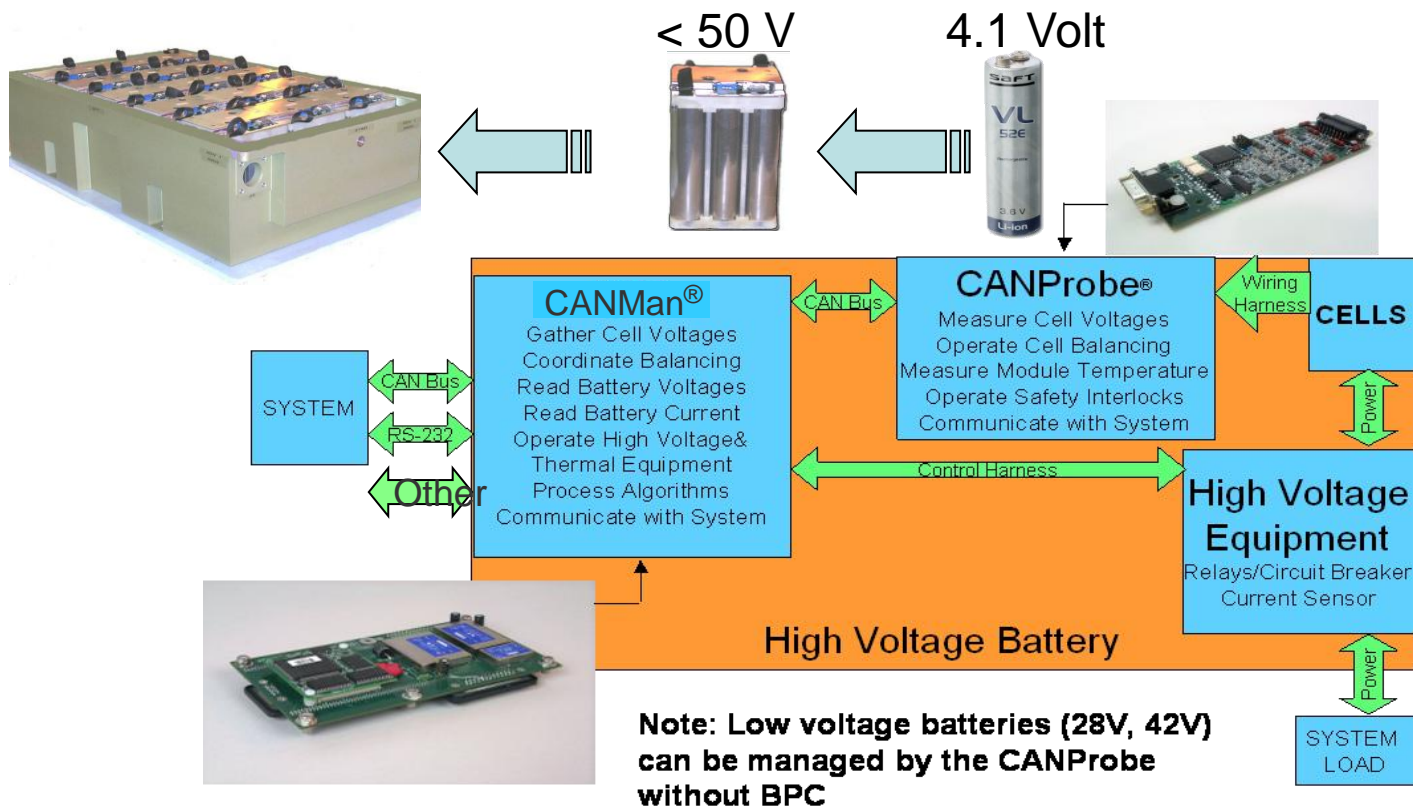 < 50 V
4.1 Volt
SAFT
VL
52E
3.6 V
Li-ion
CANMan®
Gather Cell Voltages
Coordinate Balancing
Read Battery Voltages
Read Battery Current
Operate High Voltage&
Thermal Equipment
Process Algorithms
Communicate with System
CAN Bus
CANProbe®
Measure Cell Voltages
Operate Cell Balancing
Measure Module Temperature
Operate Safety Interlocks
Communicate with System
Wiring
Harness
CELLS
SYSTEM
CAN Bus
RS-232
Other
Control Harness
Power
High Voltage
Equipment
Relays/Circuit Breaker
Current Sensor
High Voltage Battery
Power
SYSTEM
LOAD
Note: Low voltage batteries (28V, 42V)
can be managed by the CANProbe
without BPC